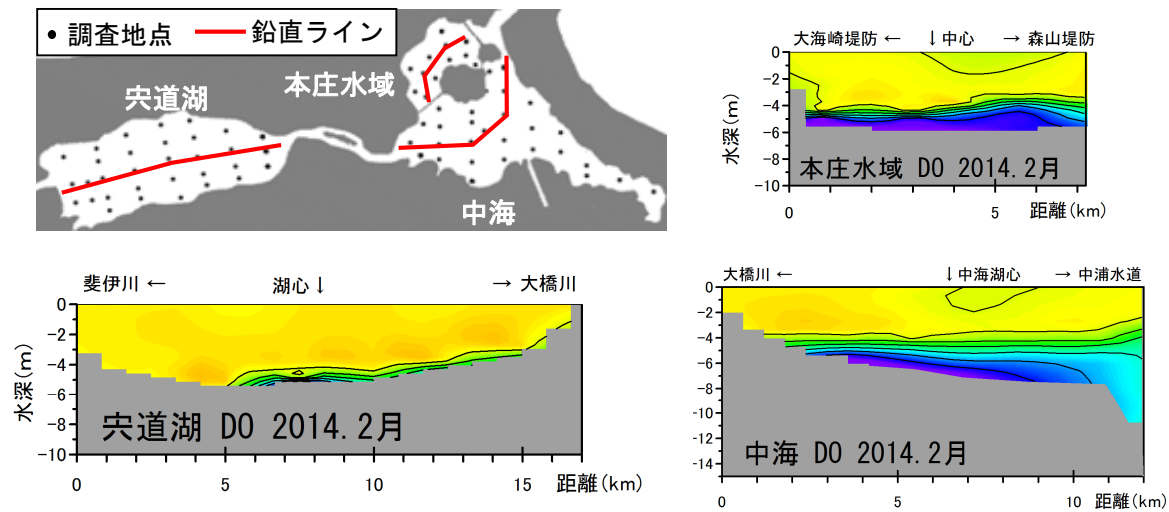 • 調査地点 鉛直ライン
宍道湖
本庄水域
中海
大海崎堤防 ← ↓中心 → 森山堤防
水深(m)
0
-2
-4
-6
-8
-10
本庄水域 DO 2014.2月
0 5 距離(km)
斐伊川 ← 湖心↓ → 大橋川
水深(m)
0
-2
-4
-6
-8
-10
宍道湖 DO 2014.2月
0 5 10 15 距離(km)
大橋川 ← ↓中海湖心 → 中浦水道
水深(m)
0
-2
-4
-6
-8
-10
-12
-14
中海 DO 2014.2月
0 5 10 距離(km)